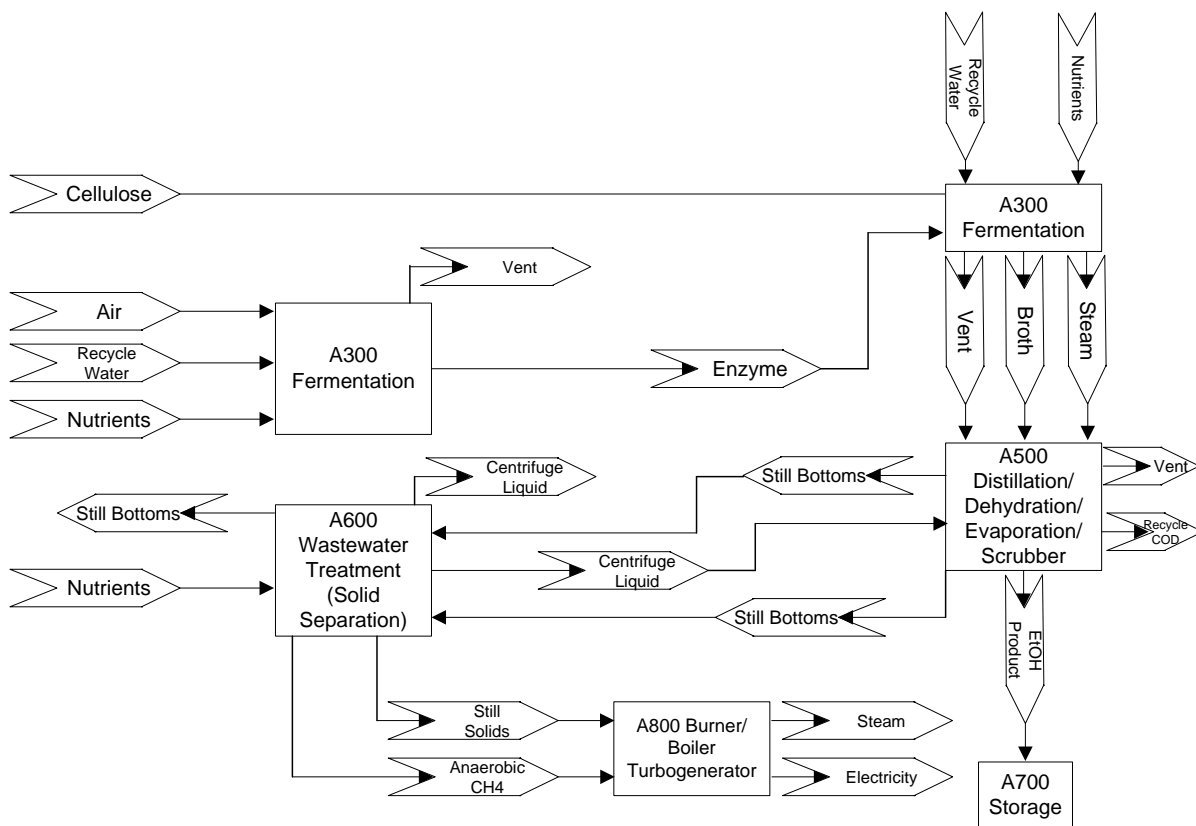 Recycle
Water
Nutrients
Cellulose
A300
Fermentation
Vent
Air
Recycle
Water
Nutrients
A300
Fermentation
Enzyme
Vent
Broth
Steam
Centrifuge
Liquid
Still Bottoms
A500
Distillation/
Dehydration/
Evaporation/
Scrubber
Vent
Recycle
COD
Still Bottoms
A600
Wastewater
Treatment
(Solid
Separation)
Nutrients
Centrifuge
Liquid
Still Bottoms
EtOH
Product
Still
Solids
A800 Burner/
Boiler
Turbogenerator
Steam
Anaerobic
CH4
Electricity
A700
Storage